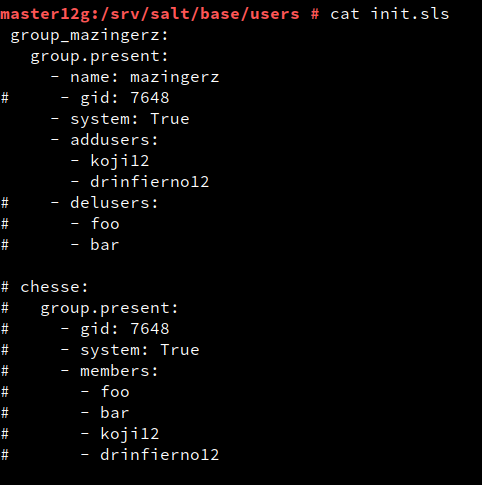 master12g:/srv/salt/base/users # cat init.sls
 group_mazingerz:
   group.present:
     - name: mazingerz
#     - gid: 7648
     - system: True
     - addusers:
       - koji12
       - drinfierno12
#    - delusers:
#      - foo
#      - bar

# chesse:
#   group.present:
#     - gid: 7648
#     - system: True
#     - members:
#       - foo
#       - bar
#       - koji12
#       - drinfierno12